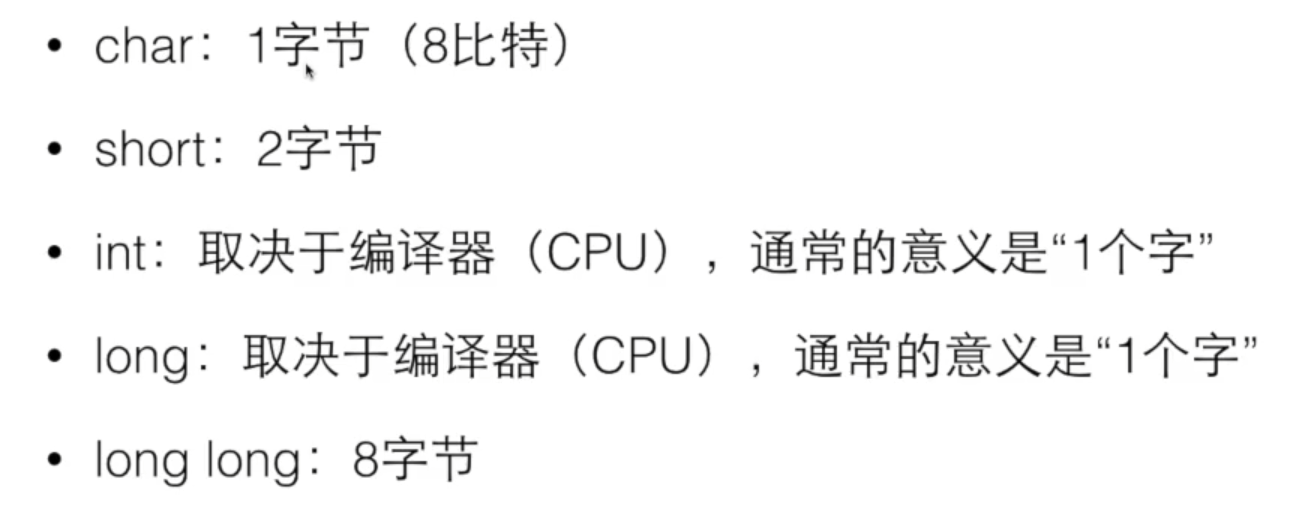 • char：1字节（8比特）
• short：2字节
• int：取决于编译器（CPU），通常的意义是“1个字”
• long：取决于编译器（CPU），通常的意义是“1个字”
• long long：8字节